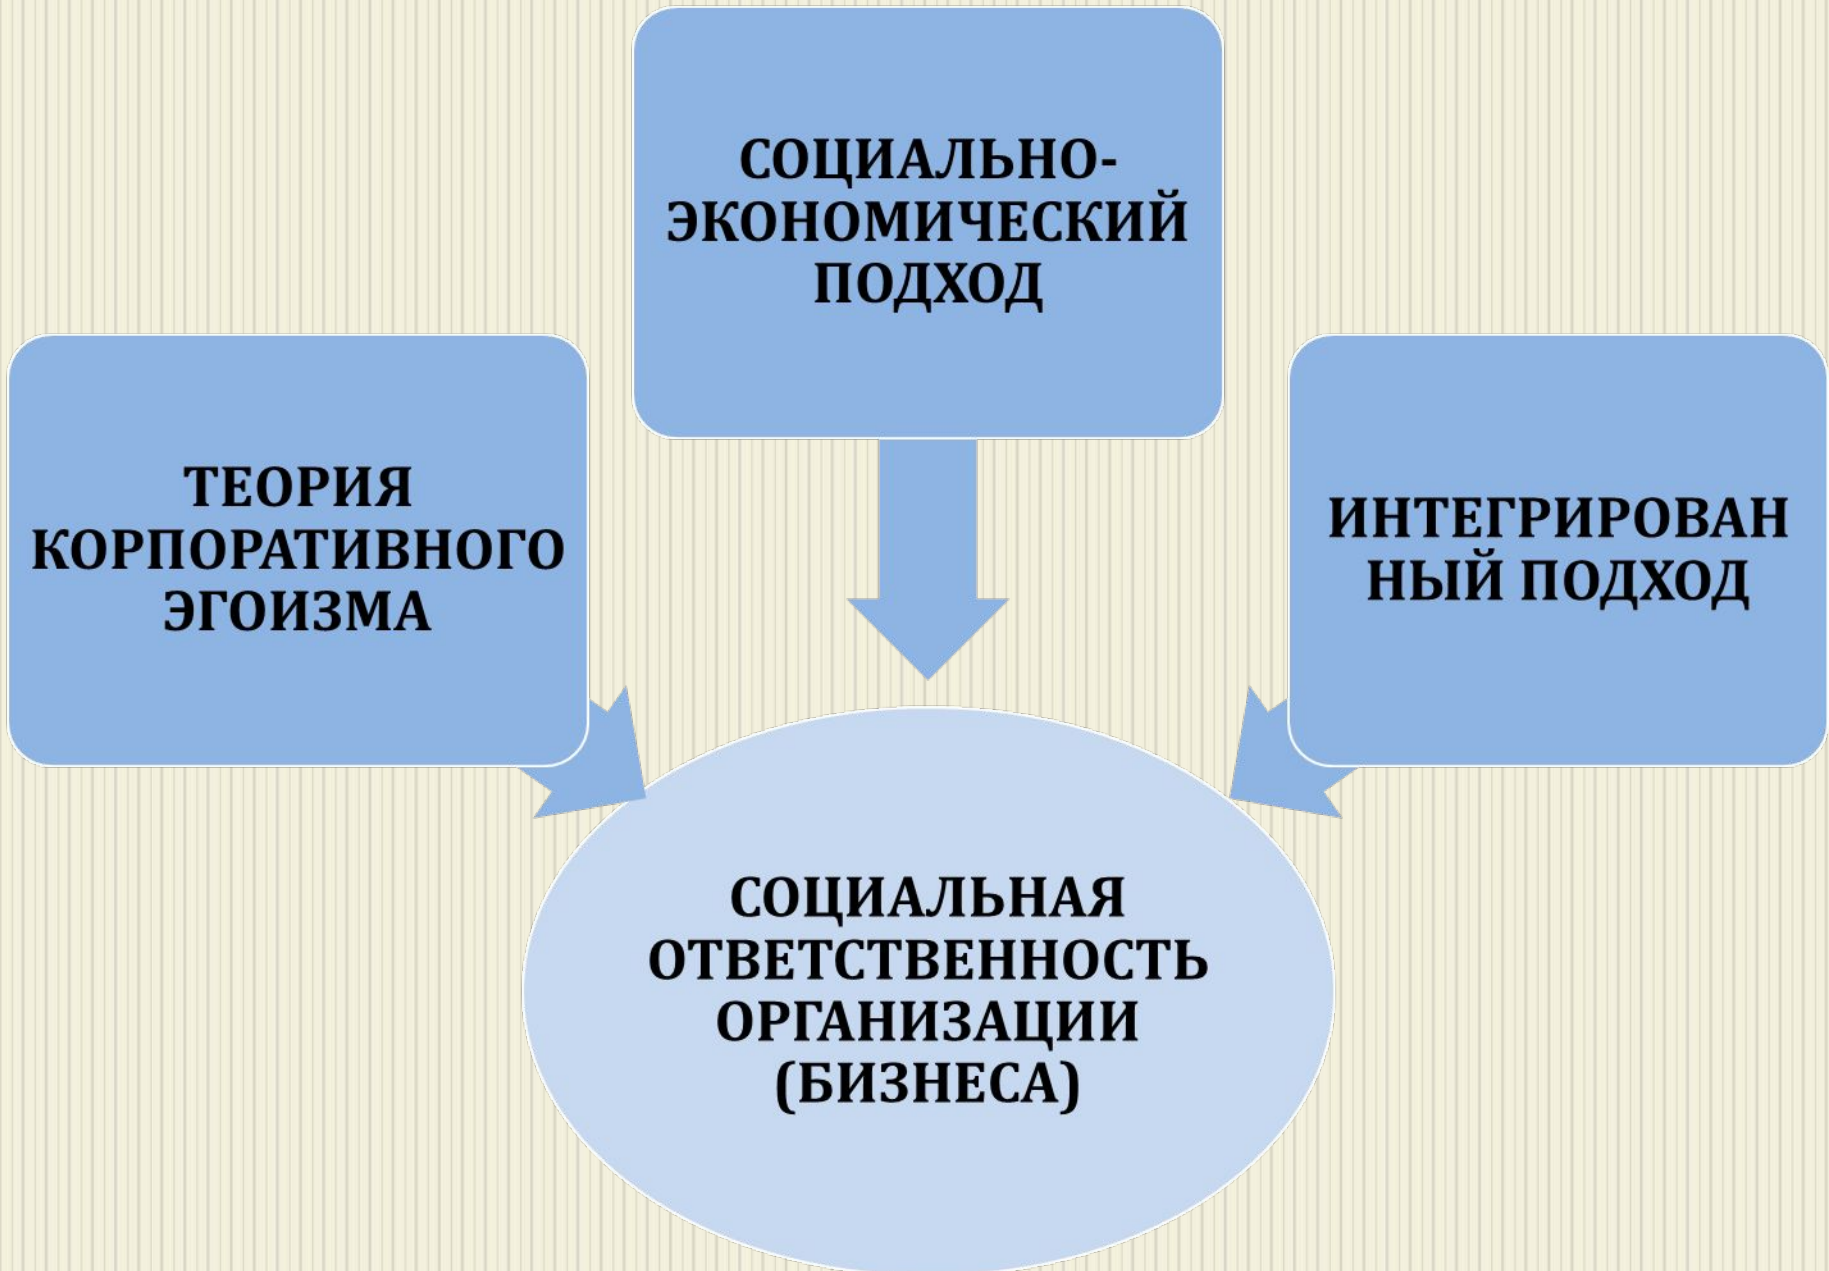 СОЦИАЛЬНО-
ЭКОНОМИЧЕСКИЙ
ПОДХОД
ТЕОРИЯ
КОРПОРАТИВНОГО
ЭГОИЗМА
ИНТЕГРИРОВАН
НЫЙ ПОДХОД
СОЦИАЛЬНАЯ
ОТВЕТСТВЕННОСТЬ
ОРГАНИЗАЦИИ
(БИЗНЕСА)